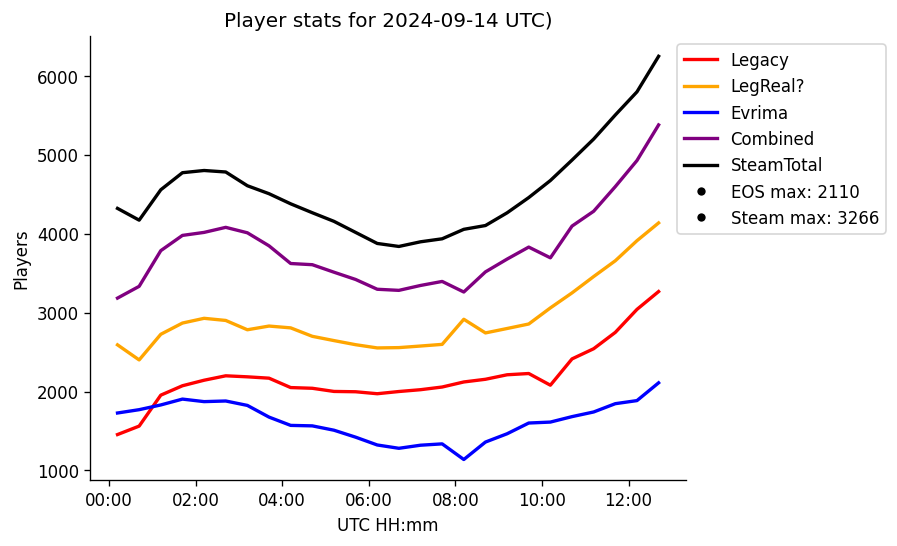 Player stats for 2024-09-14 UTC)
Legacy
LegReal?
Evrima
Combined
SteamTotal
EOS max: 2110
Steam max: 3266
Players
6000
5000
4000
3000
2000
1000
00:00 02:00 04:00 06:00 08:00 10:00 12:00
UTC HH:mm